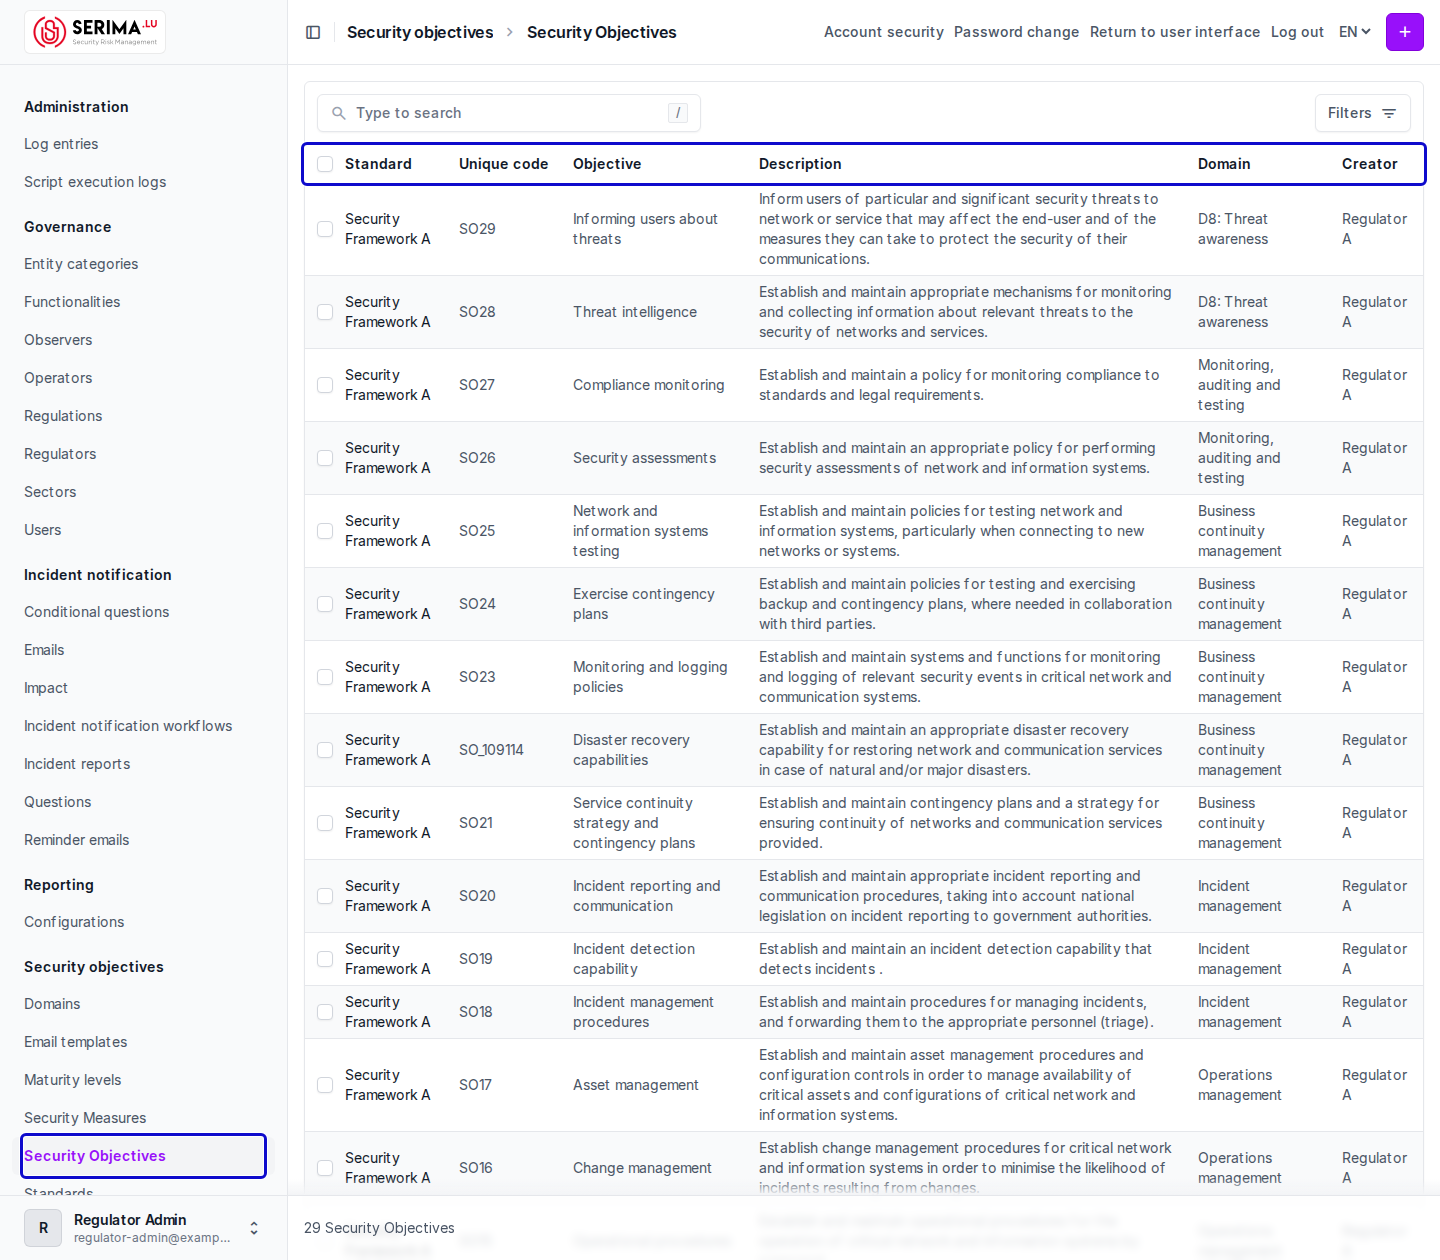 SERIMA.LU
Security Risk Management
Security objectives > Security Objectives
Account security Password change Return to user interface Log out EN
+
Administration
Log entries
Script execution logs
Governance
Entity categories
Functionalities
Observers
Operators
Regulations
Regulators
Sectors
Users
Incident notification
Conditional questions
Emails
Impact
Incident notification workflows
Incident reports
Questions
Reminder emails
Reporting
Configurations
Security objectives
Domains
Email templates
Maturity levels
Security Measures
Security Objectives
Standards
R
Regulator Admin
regulator-admin@examp...
Type to search /
Filters
Standard Unique code Objective Description Domain Creator
Security
Framework A
SO29
Informing users about
threats
Inform users of particular and significant security threats to
network or service that may affect the end-user and of the
measures they can take to protect the security of their
communications.
D8: Threat
awareness
Regulator
A
Security
Framework A
SO28
Threat intelligence
Establish and maintain appropriate mechanisms for monitoring
and collecting information about relevant threats to the
security of networks and services.
D8: Threat
awareness
Regulator
A
Security
Framework A
SO27
Compliance monitoring
Establish and maintain a policy for monitoring compliance to
standards and legal requirements.
Monitoring,
auditing and
testing
Regulator
A
Security
Framework A
SO26
Security assessments
Establish and maintain an appropriate policy for performing
security assessments of network and information systems.
Monitoring,
auditing and
testing
Regulator
A
Security
Framework A
SO25
Network and
information systems
testing
Establish and maintain policies for testing network and
information systems, particularly when connecting to new
networks or systems.
Business
continuity
management
Regulator
A
Security
Framework A
SO24
Exercise contingency
plans
Establish and maintain policies for testing and exercising
backup and contingency plans, where needed in collaboration
with third parties.
Business
continuity
management
Regulator
A
Security
Framework A
SO23
Monitoring and logging
policies
Establish and maintain systems and functions for monitoring
and logging of relevant security events in critical network and
communication systems.
Business
continuity
management
Regulator
A
Security
Framework A
SO_109114
Disaster recovery
capabilities
Establish and maintain an appropriate disaster recovery
capability for restoring network and communication services
in case of natural and/or major disasters.
Business
continuity
management
Regulator
A
Security
Framework A
SO21
Service continuity
strategy and
contingency plans
Establish and maintain contingency plans and a strategy for
ensuring continuity of networks and communication services
provided.
Business
continuity
management
Regulator
A
Security
Framework A
SO20
Incident reporting and
communication
Establish and maintain appropriate incident reporting and
communication procedures, taking into account national
legislation on incident reporting to government authorities.
Incident
management
Regulator
A
Security
Framework A
SO19
Incident detection
capability
Establish and maintain an incident detection capability that
detects incidents .
Incident
management
Regulator
A
Security
Framework A
SO18
Incident management
procedures
Establish and maintain procedures for managing incidents,
and forwarding them to the appropriate personnel (triage).
Incident
management
Regulator
A
Security
Framework A
SO17
Asset management
Establish and maintain asset management procedures and
configuration controls in order to manage availability of
critical assets and configurations of critical network and
information systems.
Operations
management
Regulator
A
Security
Framework A
SO16
Change management
Establish change management procedures for critical network
and information systems in order to minimise the likelihood of
incidents resulting from changes.
Operations
management
Regulator
A
29 Security Objectives